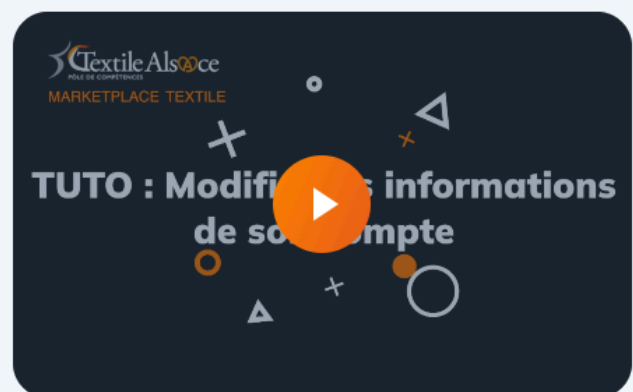 Textile Alsace
PÔLE DE COMPÉTENCES
MARKETPLACE TEXTILE
TUTO : informations
de